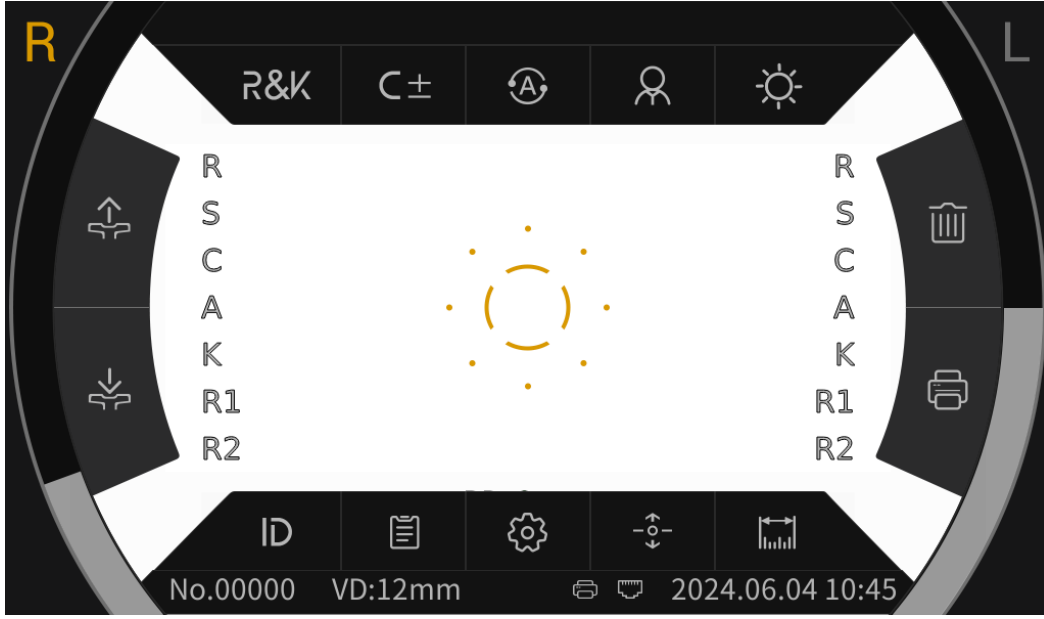 R L
R&K C± A
R R
S S
C C
A A
K K
R1 R1
R2 R2
ID
No.00000 VD:12mm 2024.06.04 10:45